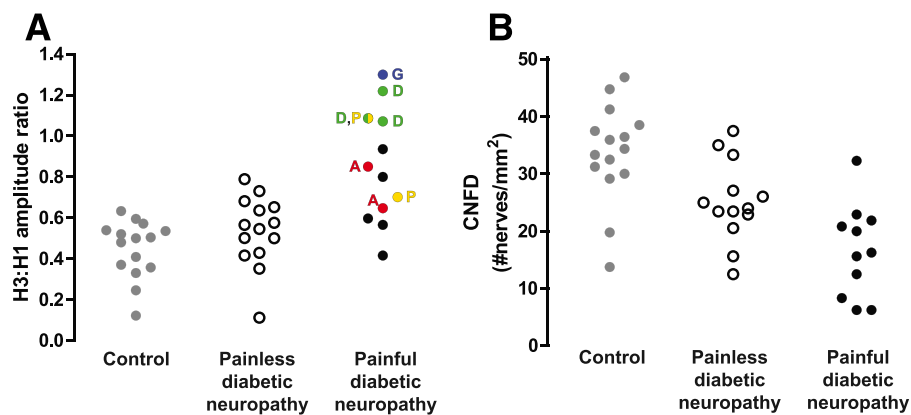 A
H3:H1 amplitude ratio
1.4
1.2
1.0
0.8
0.6
0.4
0.2
0.0
G
D
D,P
D
A
P
A
Control
Painless
diabetic
neuropathy
Painful
diabetic
neuropathy
B
CNFD
(#nerves/mm²)
50
40
30
20
10
0
Control
Painless
diabetic
neuropathy
Painful
diabetic
neuropathy